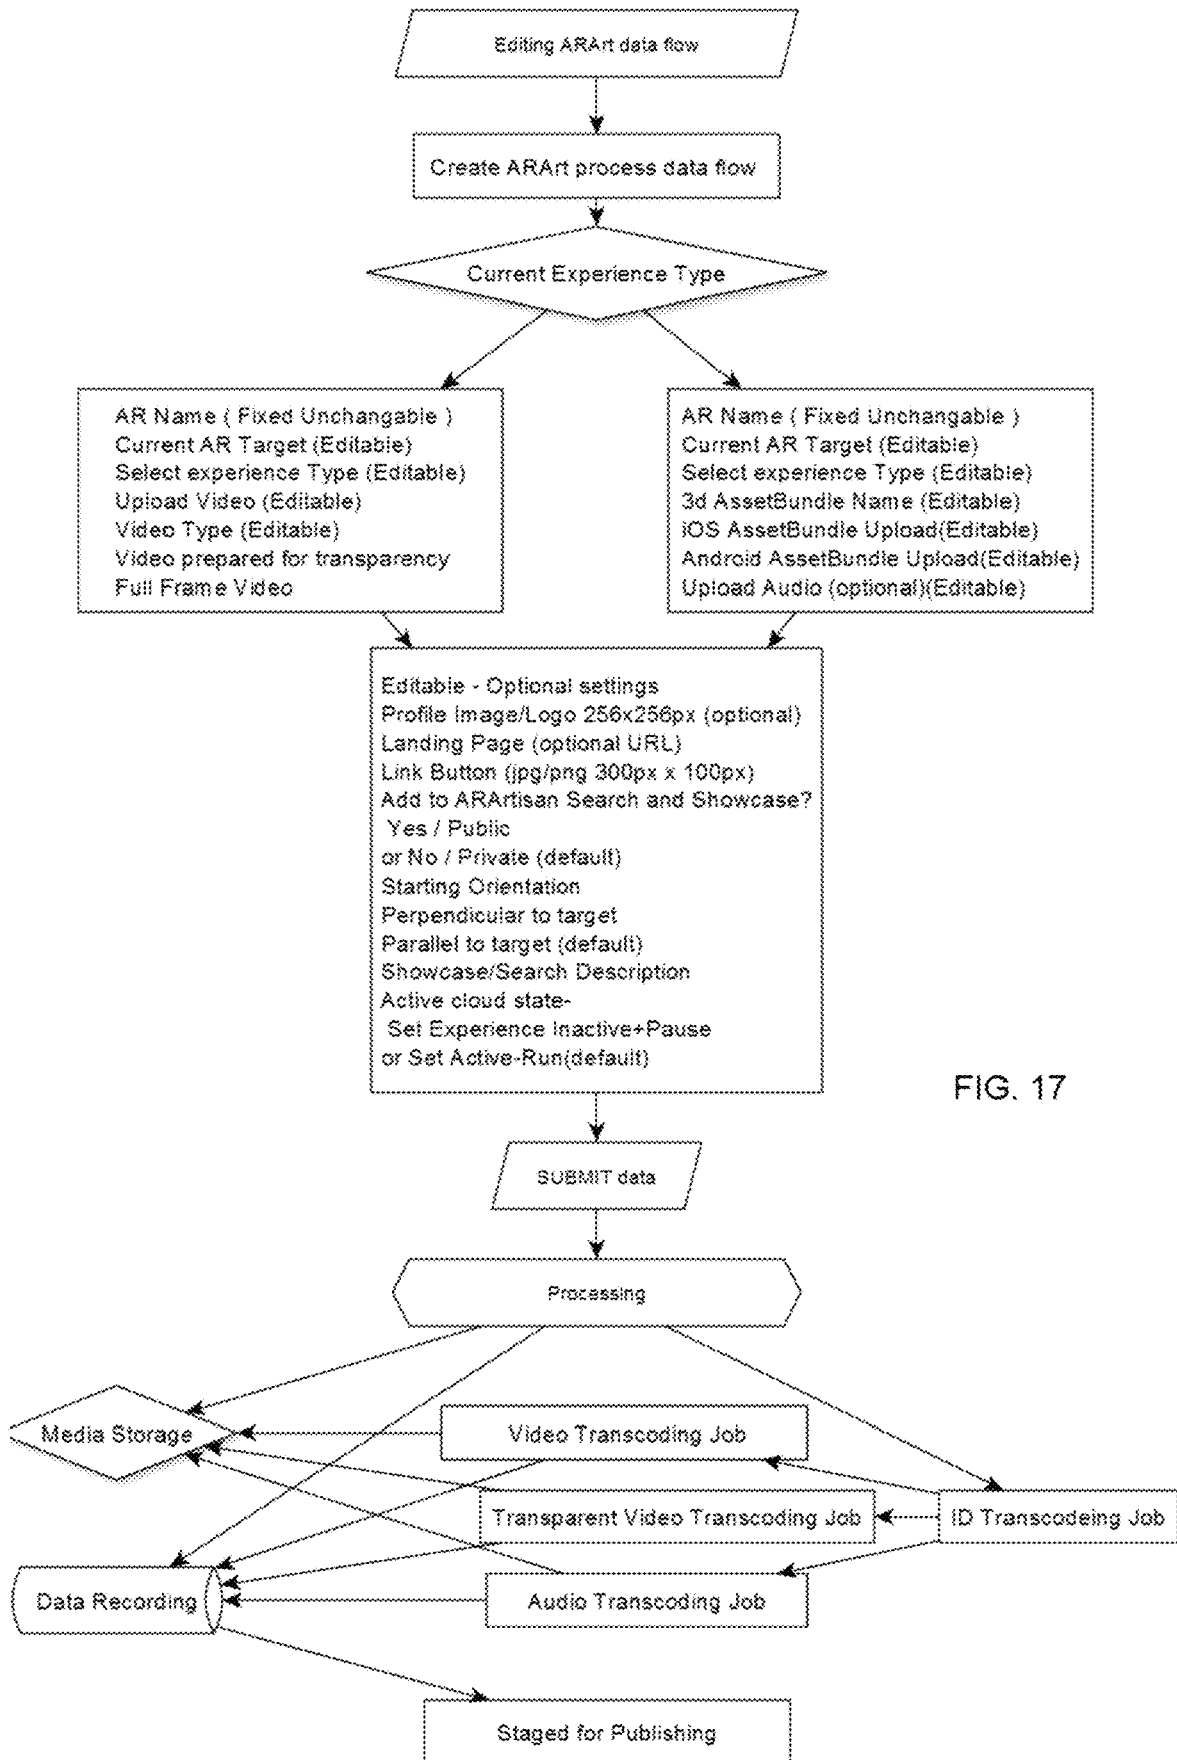 Editing ARArt data flow
Create ARArt process data flow
Current Experience Type
AR Name ( Fixed Unchangable )
Current AR Target (Editable)
Select experience Type (Editable)
Upload Video (Editable)
Video Type (Editable)
Video prepared for transparency
Full Frame Video
AR Name ( Fixed Unchangable )
Current AR Target (Editable)
Select experience Type (Editable)
3d AssetBundle Name (Editable)
iOS AssetBundle Upload(Editable)
Android AssetBundle Upload(Editable)
Upload Audio (optional)(Editable)
Editable - Optional settings
Profile Image/Logo 256x256px (optional)
Landing Page (optional URL)
Link Button (jpg/png 300px x 100px)
Add to ARArtisan Search and Showcase?
Yes / Public
or No / Private (default)
Starting Orientation
Perpendicular to target
Parallel to target (default)
Showcase/Search Description
Active cloud state-
Set Experience Inactive+Pause
or Set Active-Run(default)
FIG. 17
SUBMIT data
Processing
Media Storage
Video Transcoding Job
Transparent Video Transcoding Job
ID Transcodeing Job
Data Recording
Audio Transcoding Job
Staged for Publishing